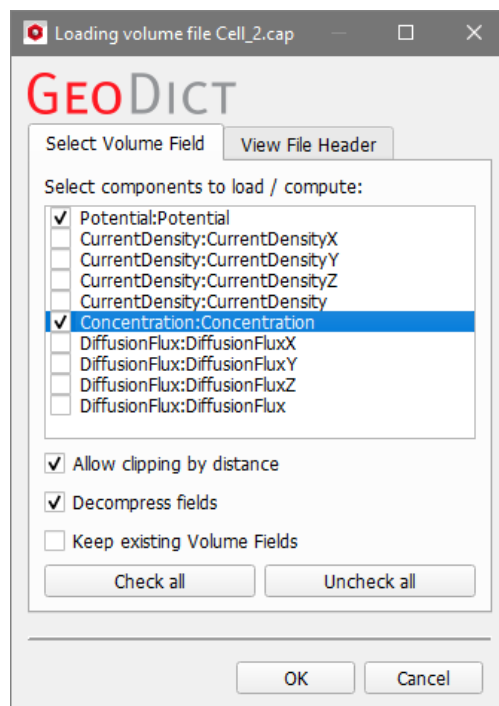 Loading volume file Cell_2.cap
GEODICT
Select Volume Field
View File Header
Select components to load / compute:
Potential:Potential
CurrentDensity:CurrentDensityX
CurrentDensity:CurrentDensityY
CurrentDensity:CurrentDensityZ
CurrentDensity:CurrentDensity
Concentration:Concentration
DiffusionFlux:DiffusionFluxX
DiffusionFlux:DiffusionFluxY
DiffusionFlux:DiffusionFluxZ
DiffusionFlux:DiffusionFlux
Allow clipping by distance
Decompress fields
Keep existing Volume Fields
Check all
Uncheck all
OK
Cancel